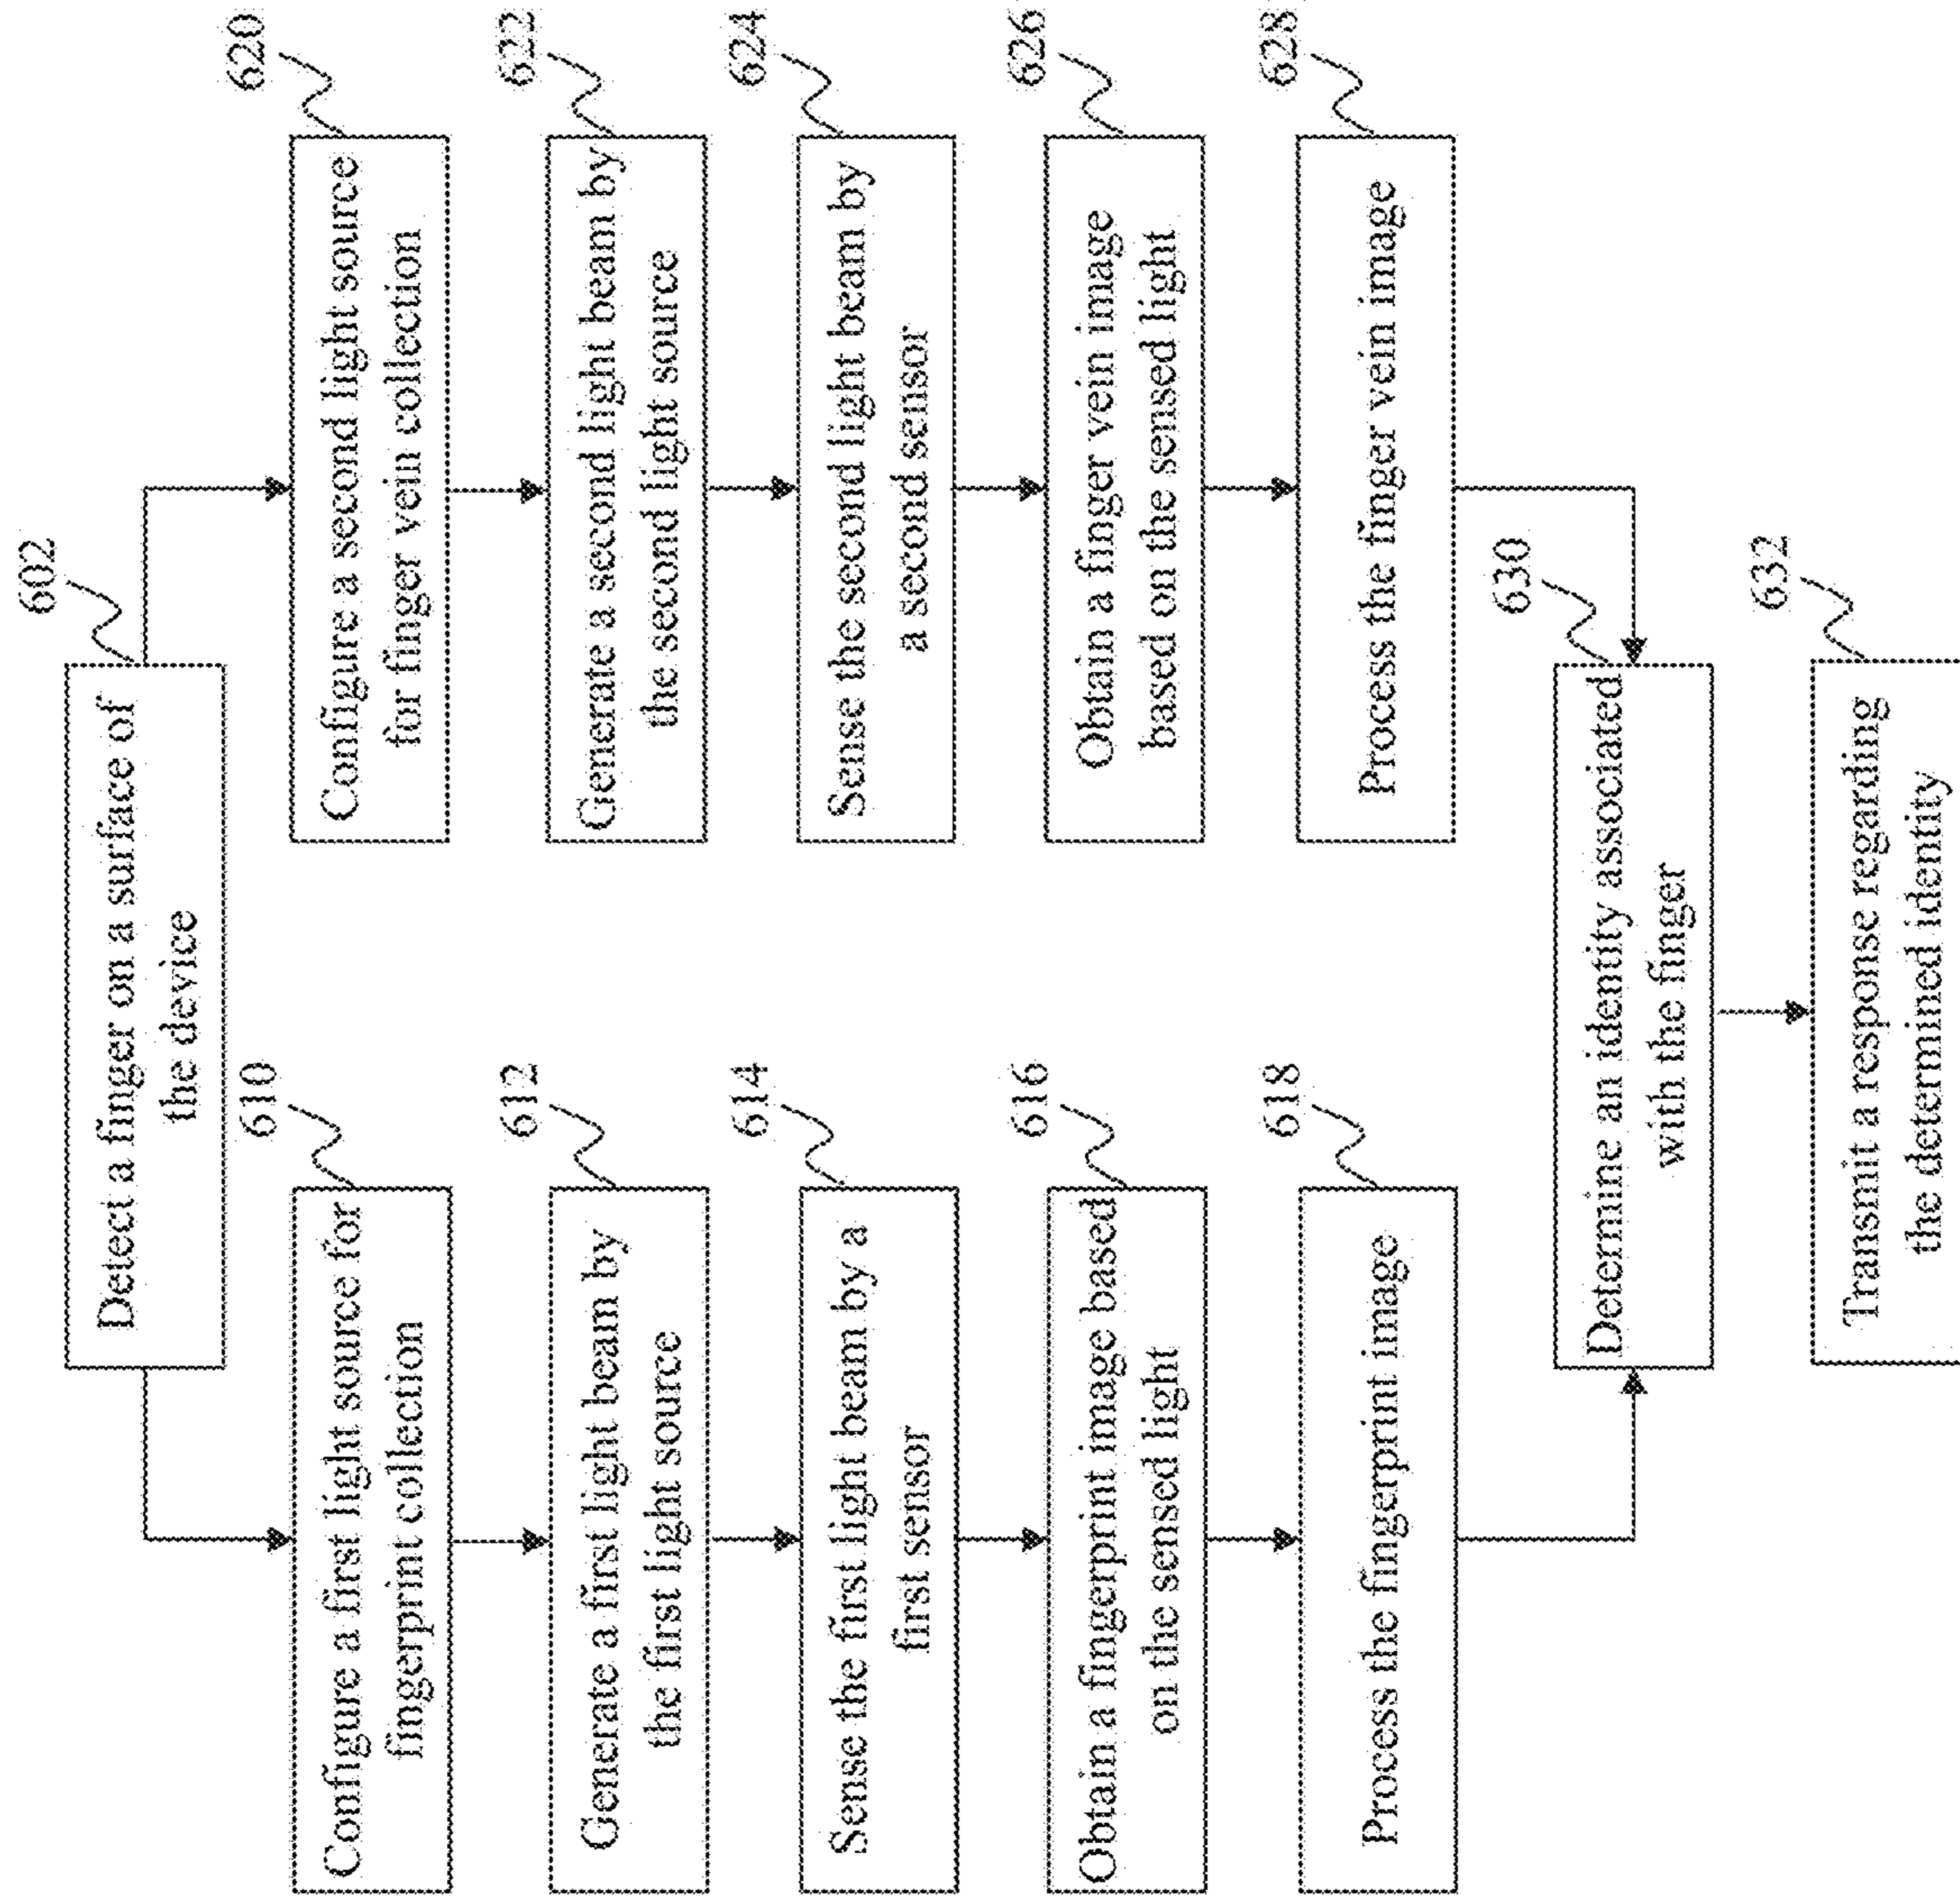 602
Detect a finger on a surface of
the device
610
Configure a first light source for
fingerprint collection
612
Generate a first light beam by
the first light source
614
Sense the first light beam by a
first sensor
616
Obtain a fingerprint image based
on the sensed light
618
Process the fingerprint image
620
Configure a second light source
for finger vein collection
622
Generate a second light beam by
the second light source
624
Sense the second light beam by
a second sensor
626
Obtain a finger vein image
based on the sensed light
628
Process the finger vein image
630
Determine an identity associated
with the finger
632
Transmit a response regarding
the determined identity